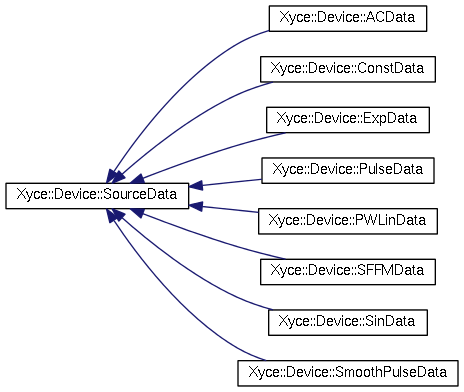 Xyce::Device::ACData
Xyce::Device::ConstData
Xyce::Device::ExpData
Xyce::Device::PulseData
Xyce::Device::SourceData
Xyce::Device::PWLinData
Xyce::Device::SFFMData
Xyce::Device::SinData
Xyce::Device::SmoothPulseData